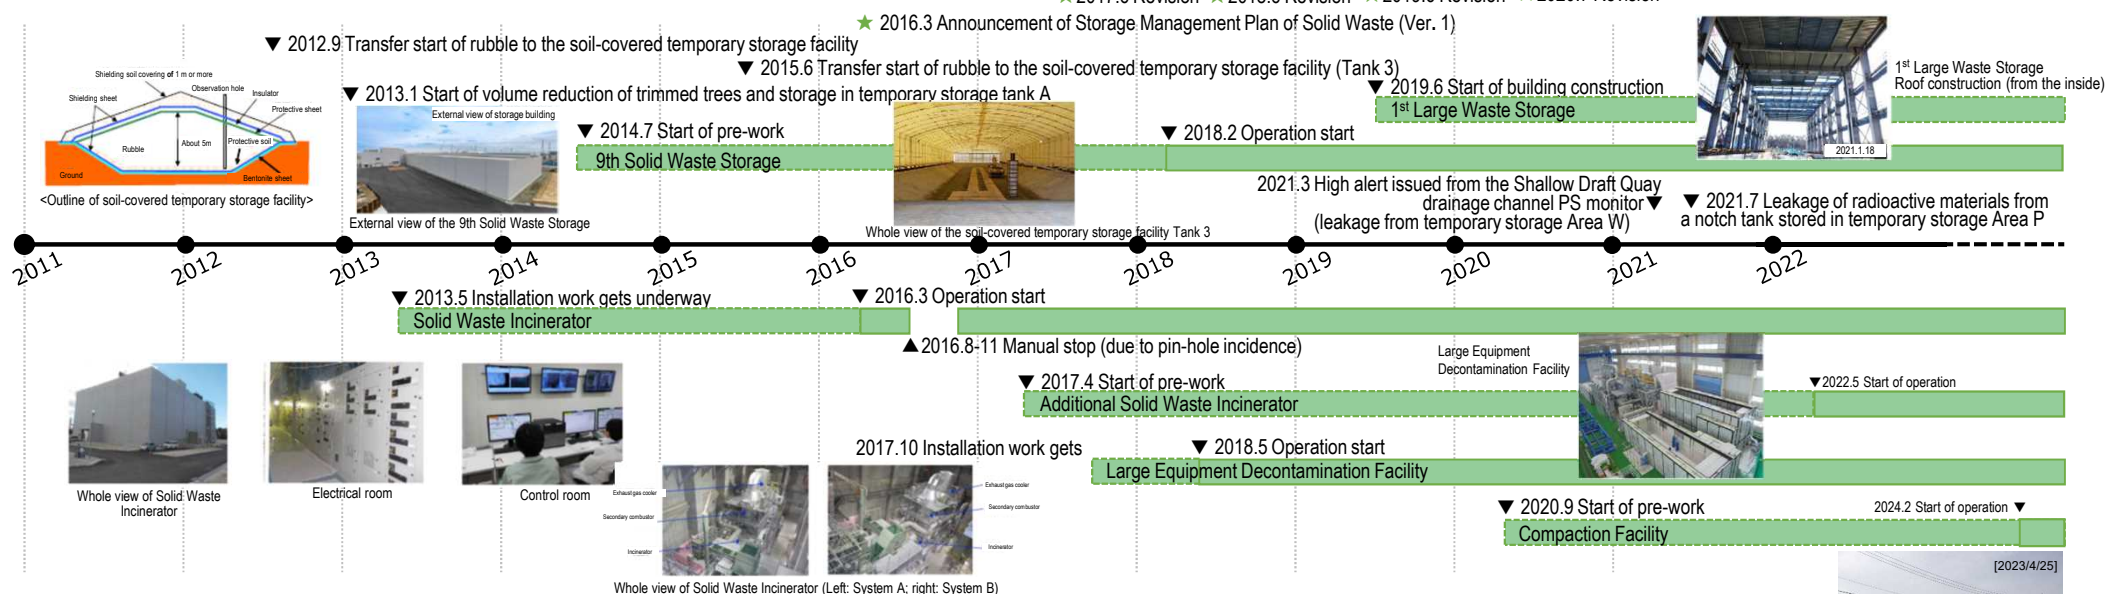 ★ 2016.3 Announcement of Storage Management Plan of Solid Waste (Ver. 1)
▼ 2012.9 Transfer start of rubble to the soil-covered temporary storage facility
▼ 2015.6 Transfer start of rubble to the soil-covered temporary storage facility (Tank 3)
▼ 2013.1 Start of volume reduction of trimmed trees and storage in temporary storage tank A
▼ 2019.6 Start of building construction
1st Large Waste Storage
1st Large Waste Storage
Roof construction (from the inside)
2021.1.18
Shielding soil covering of 1 m or more
Observation hole
Shielding sheet
Insulator
Protective sheet
Rubble
About 5m
Protective soil
Ground
Bentonite sheet
<Outline of soil-covered temporary storage facility>
External view of storage building
External view of the 9th Solid Waste Storage
▼ 2014.7 Start of pre-work
9th Solid Waste Storage
▼ 2018.2 Operation start
Whole view of the soil-covered temporary storage facility Tank 3
2021.3 High alert issued from the Shallow Draft Quay
drainage channel PS monitor ▼
(leakage from temporary storage Area W)
▼ 2021.7 Leakage of radioactive materials from
a notch tank stored in temporary storage Area P
2011
2012
2013
2014
2015
2016
2017
2018
2019
2020
2021
2022
▼ 2013.5 Installation work gets underway
Solid Waste Incinerator
▼ 2016.3 Operation start
▲ 2016.8-11 Manual stop (due to pin-hole incidence)
▼ 2017.4 Start of pre-work
Additional Solid Waste Incinerator
▼ 2022.5 Start of operation
Large Equipment
Decontamination Facility
2017.10 Installation work gets
▼ 2018.5 Operation start
Large Equipment Decontamination Facility
▼ 2020.9 Start of pre-work
Compaction Facility
2024.2 Start of operation ▼
[2023/4/25]
Whole view of Solid Waste
Incinerator
Electrical room
Control room
Exhaust gas cooler
Secondary combustor
Incinerator
Exhaust gas cooler
Secondary combustor
Incinerator
Whole view of Solid Waste Incinerator (Left: System A; right: System B)